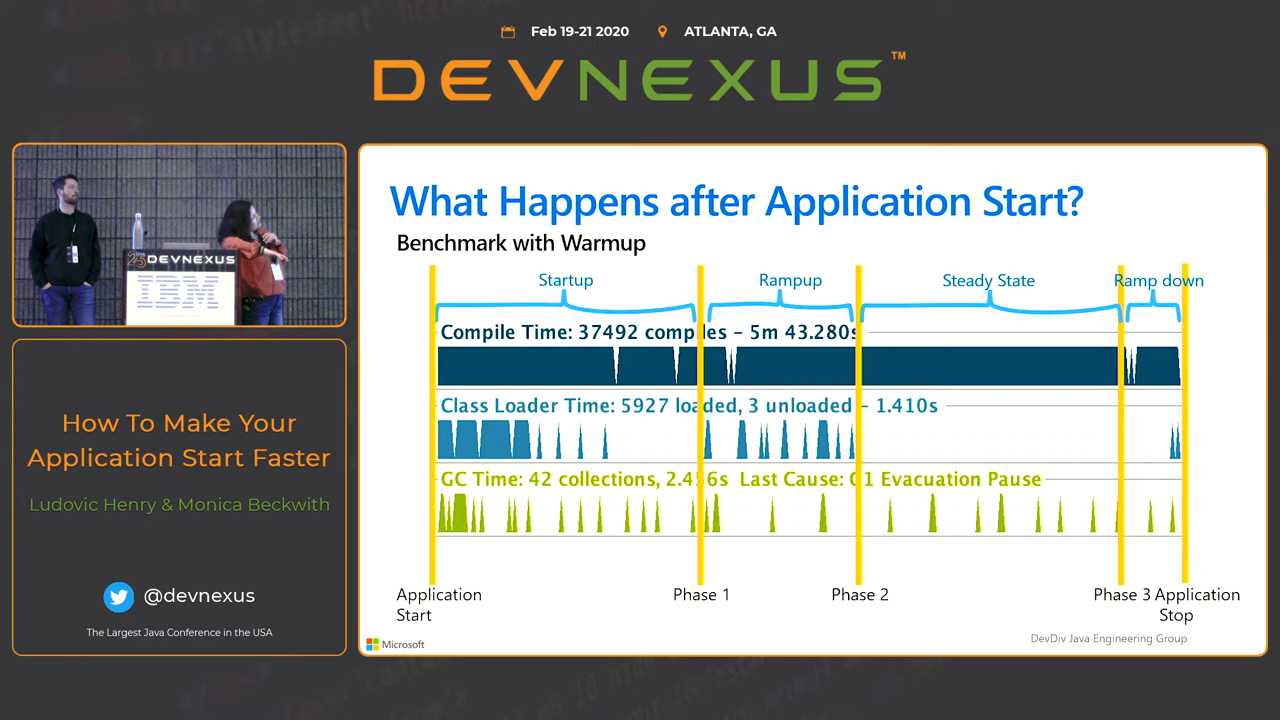 Feb 19-21 2020
ATLANTA, GA
DEVNEXUS™
25 DEVNEXUS
How To Make Your
Application Start Faster
Ludovic Henry & Monica Beckwith
@devnexus
The Largest Java Conference in the USA
What Happens after Application Start?
Benchmark with Warmup
Startup
Rampup
Steady State
Ramp down
Compile Time: 37492 compiles - 5m 43.280s
Class Loader Time: 5927 loaded, 3 unloaded - 1.410s
GC Time: 42 collections, 2.456s Last Cause: G1 Evacuation Pause
Application
Start
Phase 1
Phase 2
Phase 3
Application
Stop
Microsoft
DevDiv Java Engineering Group